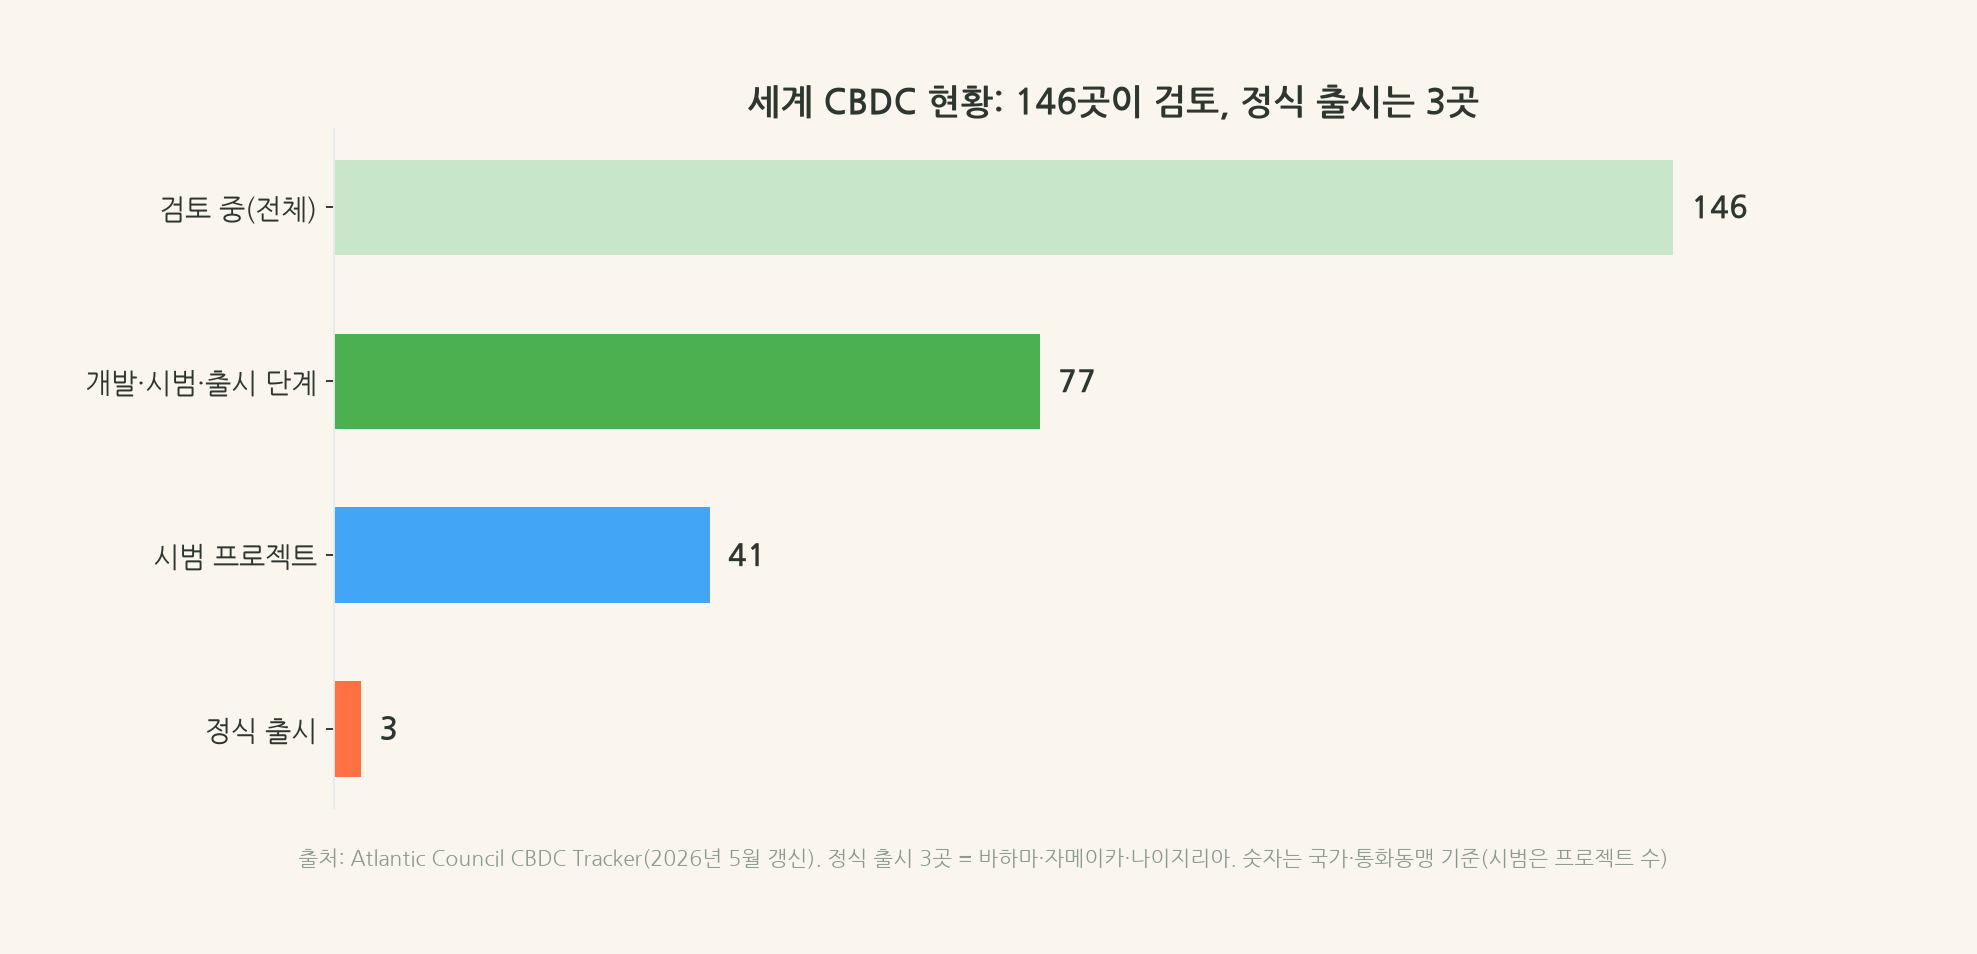 세계 CBDC 현황: 146곳이 검토, 정식 출시는 3곳
검토 중(전체)
146
개발·시범·출시 단계
77
시범 프로젝트
41
정식 출시
3
출처: Atlantic Council CBDC Tracker(2026년 5월 갱신). 정식 출시 3곳 = 바하마·자메이카·나이지리아. 숫자는 국가·통화동맹 기준(시범은 프로젝트 수)